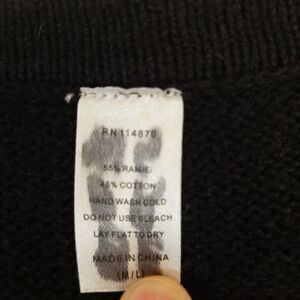 RN 114870
55% RAMIE/
45% COTTON
HAND WASH COLD
DO NOT USE BLEACH
LAY FLAT TO DRY
MADE IN CHINA
(M/L)